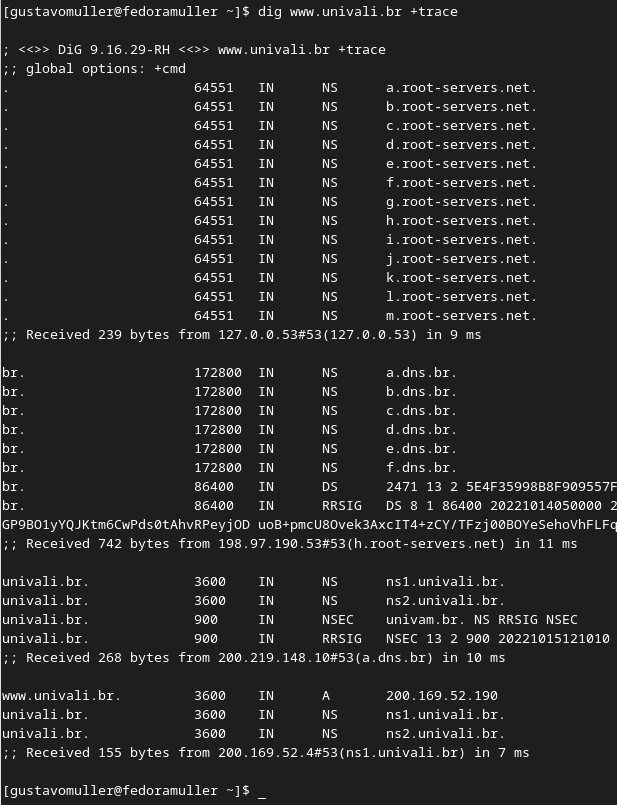 [gustavomuller@fedoramuller ~]$ dig www.univali.br +trace
; <<>> DiG 9.16.29-RH <<>> www.univali.br +trace
;; global options: +cmd
. 64551 IN NS a.root-servers.net.
. 64551 IN NS b.root-servers.net.
. 64551 IN NS c.root-servers.net.
. 64551 IN NS d.root-servers.net.
. 64551 IN NS e.root-servers.net.
. 64551 IN NS f.root-servers.net.
. 64551 IN NS g.root-servers.net.
. 64551 IN NS h.root-servers.net.
. 64551 IN NS i.root-servers.net.
. 64551 IN NS j.root-servers.net.
. 64551 IN NS k.root-servers.net.
. 64551 IN NS l.root-servers.net.
. 64551 IN NS m.root-servers.net.
;; Received 239 bytes from 127.0.0.53#53(127.0.0.53) in 9 ms
br. 172800 IN NS a.dns.br.
br. 172800 IN NS b.dns.br.
br. 172800 IN NS c.dns.br.
br. 172800 IN NS d.dns.br.
br. 172800 IN NS e.dns.br.
br. 172800 IN NS f.dns.br.
br. 86400 IN DS 2471 13 2 5E4F35998B8F909557F
br. 86400 IN RRSIG DS 8 1 86400 20221014050000 2
GP9BO1yYQJKtm6CwPds0tAhvRPeyjOD uoB+pmcU8Ovek3AxcIT4+zCY/TFzj00BOYeSehoVhFLFq
;; Received 742 bytes from 198.97.190.53#53(h.root-servers.net) in 11 ms
univali.br. 3600 IN NS ns1.univali.br.
univali.br. 3600 IN NS ns2.univali.br.
univali.br. 900 IN NSEC univam.br. NS RRSIG NSEC
univali.br. 900 IN RRSIG NSEC 13 2 900 20221015121010
;; Received 268 bytes from 200.219.148.10#53(a.dns.br) in 10 ms
www.univali.br. 3600 IN A 200.169.52.190
univali.br. 3600 IN NS ns1.univali.br.
univali.br. 3600 IN NS ns2.univali.br.
;; Received 155 bytes from 200.169.52.4#53(ns1.univali.br) in 7 ms
[gustavomuller@fedoramuller ~]$ _